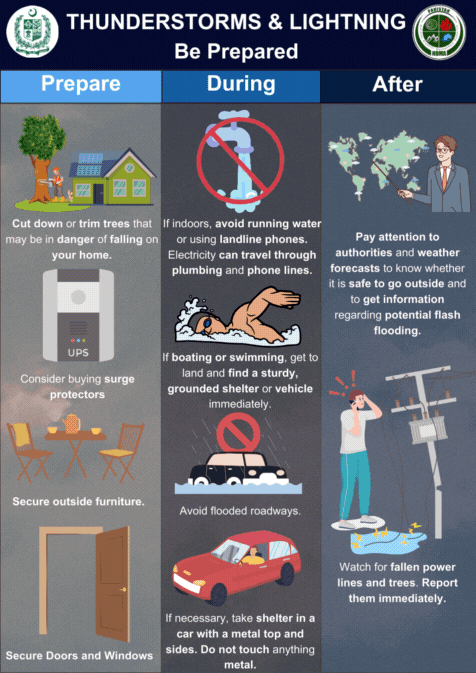 THUNDERSTORMS & LIGHTNING
Be Prepared
PAKISTAN
NDMA
Prepare
During
After
Cut down or trim trees that
may be in danger of falling on
your home.
UPS
Consider buying surge
protectors
Secure outside furniture.
Secure Doors and Windows
If indoors, avoid running water
or using landline phones.
Electricity can travel through
plumbing and phone lines.
If boating or swimming, get to
land and find a sturdy,
grounded shelter or vehicle
immediately.
Avoid flooded roadways.
If necessary, take shelter in a
car with a metal top and
sides. Do not touch anything
metal.
Pay attention to
authorities and weather
forecasts to know whether
it is safe to go outside and
to get information
regarding potential flash
flooding.
Watch for fallen power
lines and trees. Report
them immediately.